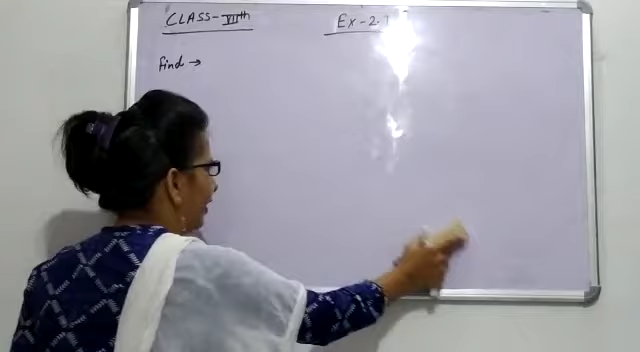 CLASS-VIIth
Ex-2.1
find →